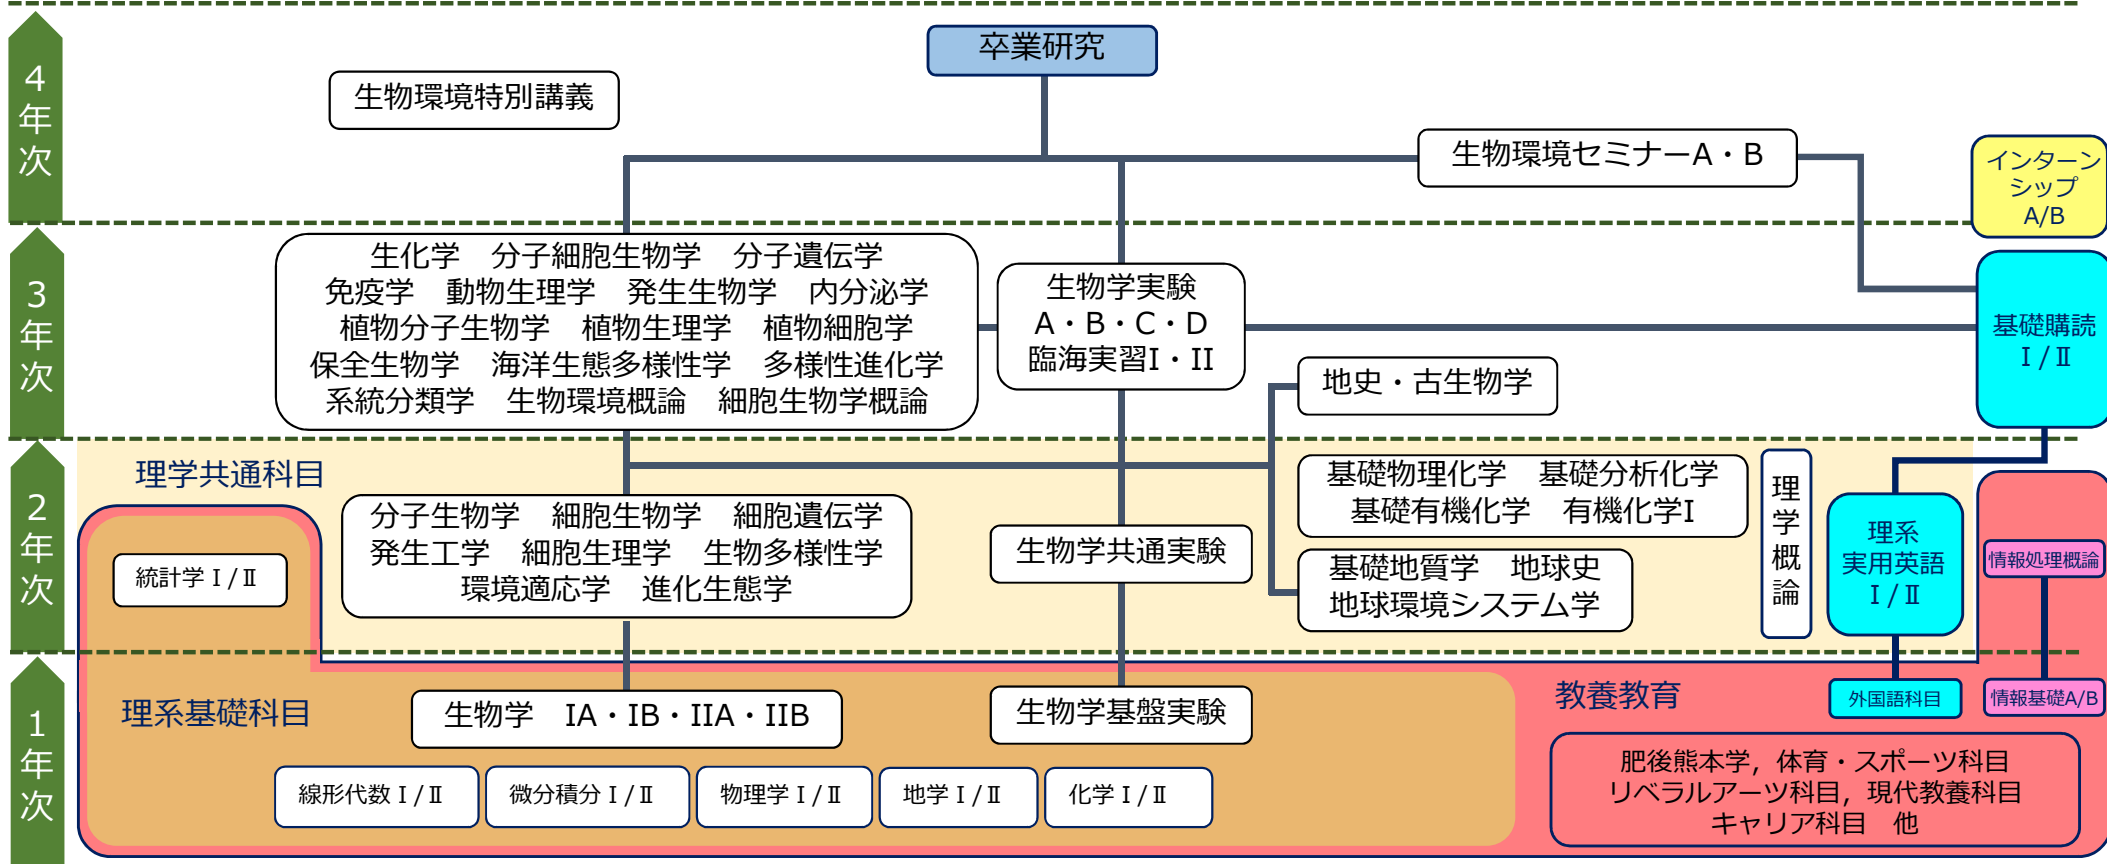 4年次
卒業研究
生物環境特別講義
生物環境セミナーA・B
インターン
シップ
A/B
3年次
生化学　分子細胞生物学　分子遺伝学
免疫学　動物生理学　発生生物学　内分泌学
植物分子生物学　植物生理学　植物細胞学
保全生物学　海洋生態多様性学　多様性進化学
系統分類学　生物環境概論　細胞生物学概論
生物学実験
A・B・C・D
臨海実習I・II
地史・古生物学
基礎購読
Ⅰ/Ⅱ
2年次
理学共通科目
統計学Ⅰ/Ⅱ
分子生物学　細胞生物学　細胞遺伝学
発生工学　細胞生理学　生物多様性学
環境適応学　進化生態学
生物学共通実験
基礎物理化学　基礎分析化学
基礎有機化学　有機化学I
基礎地質学　地球史
地球環境システム学
理学概論
理系
実用英語
Ⅰ/Ⅱ
情報処理概論
1年次
理系基礎科目
生物学　IA・IB・IIA・IIB
生物学基盤実験
教養教育
外国語科目
情報基礎A/B
線形代数Ⅰ/Ⅱ
微分積分Ⅰ/Ⅱ
物理学Ⅰ/Ⅱ
地学Ⅰ/Ⅱ
化学Ⅰ/Ⅱ
肥後熊本学，体育・スポーツ科目
リベラルアーツ科目，現代教養科目
キャリア科目　他